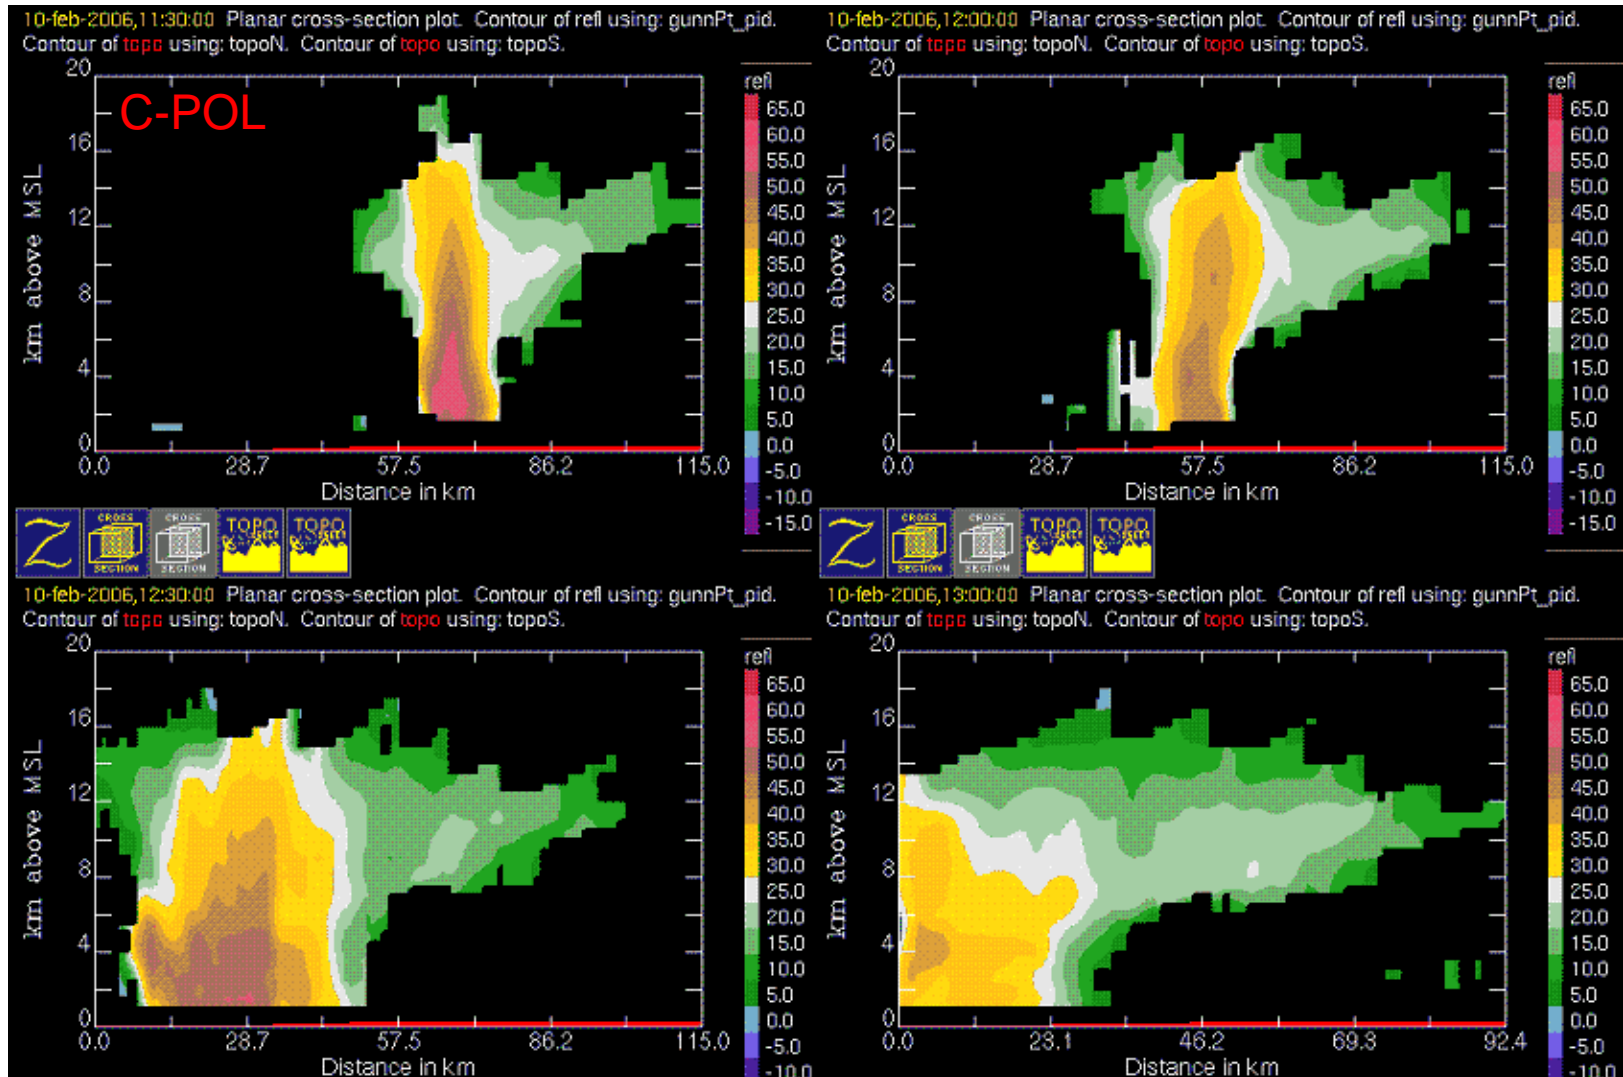 10-feb-2006,11:30:00 Planar cross-section plot. Contour of refl using: gunnPt_pid.
Contour of topo using: topoN. Contour of topo using: topoS.
C-POL
km above MSL
20
16
12
8
4
0
0.0 28.7 57.5 86.2 115.0
Distance in km
refl
65.0
60.0
55.0
50.0
45.0
40.0
35.0
30.0
25.0
20.0
15.0
10.0
5.0
0.0
-5.0
-10.0
-15.0
Z
CROSS SECTION
CROSS SECTION
TOPO
TOPO
10-feb-2006,12:00:00 Planar cross-section plot. Contour of refl using: gunnPt_pid.
Contour of topo using: topoN. Contour of topo using: topoS.
km above MSL
20
16
12
8
4
0
0.0 28.7 57.5 86.2 115.0
Distance in km
refl
65.0
60.0
55.0
50.0
45.0
40.0
35.0
30.0
25.0
20.0
15.0
10.0
5.0
0.0
-5.0
-10.0
-15.0
Z
CROSS SECTION
CROSS SECTION
TOPO
TOPO
10-feb-2006,12:30:00 Planar cross-section plot. Contour of refl using: gunnPt_pid.
Contour of topo using: topoN. Contour of topo using: topoS.
km above MSL
20
16
12
8
4
0
0.0 28.7 57.5 86.2 115.0
Distance in km
refl
65.0
60.0
55.0
50.0
45.0
40.0
35.0
30.0
25.0
20.0
15.0
10.0
5.0
0.0
-5.0
-10.0
10-feb-2006,13:00:00 Planar cross-section plot. Contour of refl using: gunnPt_pid.
Contour of topo using: topoN. Contour of topo using: topoS.
km above MSL
20
16
12
8
4
0
0.0 23.1 46.2 69.3 92.4
Distance in km
refl
65.0
60.0
55.0
50.0
45.0
40.0
35.0
30.0
25.0
20.0
15.0
10.0
5.0
0.0
-5.0
-10.0